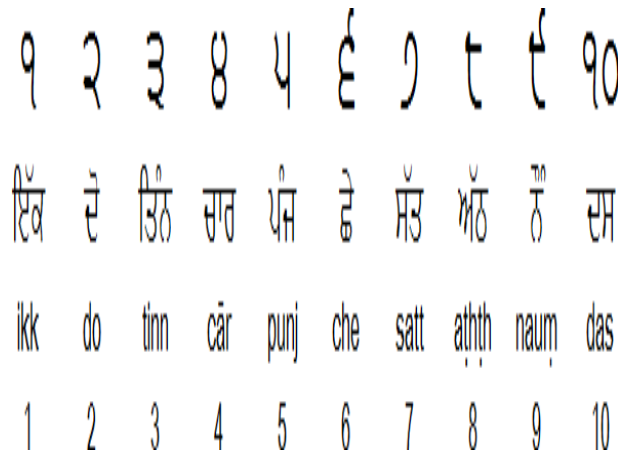 ੧ ੨ ੩ ੪ ੫ ੬ ੭ ੮ ੯ ੧੦
ਇੱਕ ਦੋ ਤਿੰਨ ਚਾਰ ਪੰਜ ਛੇ ਸੱਤ ਅੱਠ ਨੌਂ ਦਸ
ikk do tinn cār punj che satt aṭhṭh nauṃ das
1 2 3 4 5 6 7 8 9 10